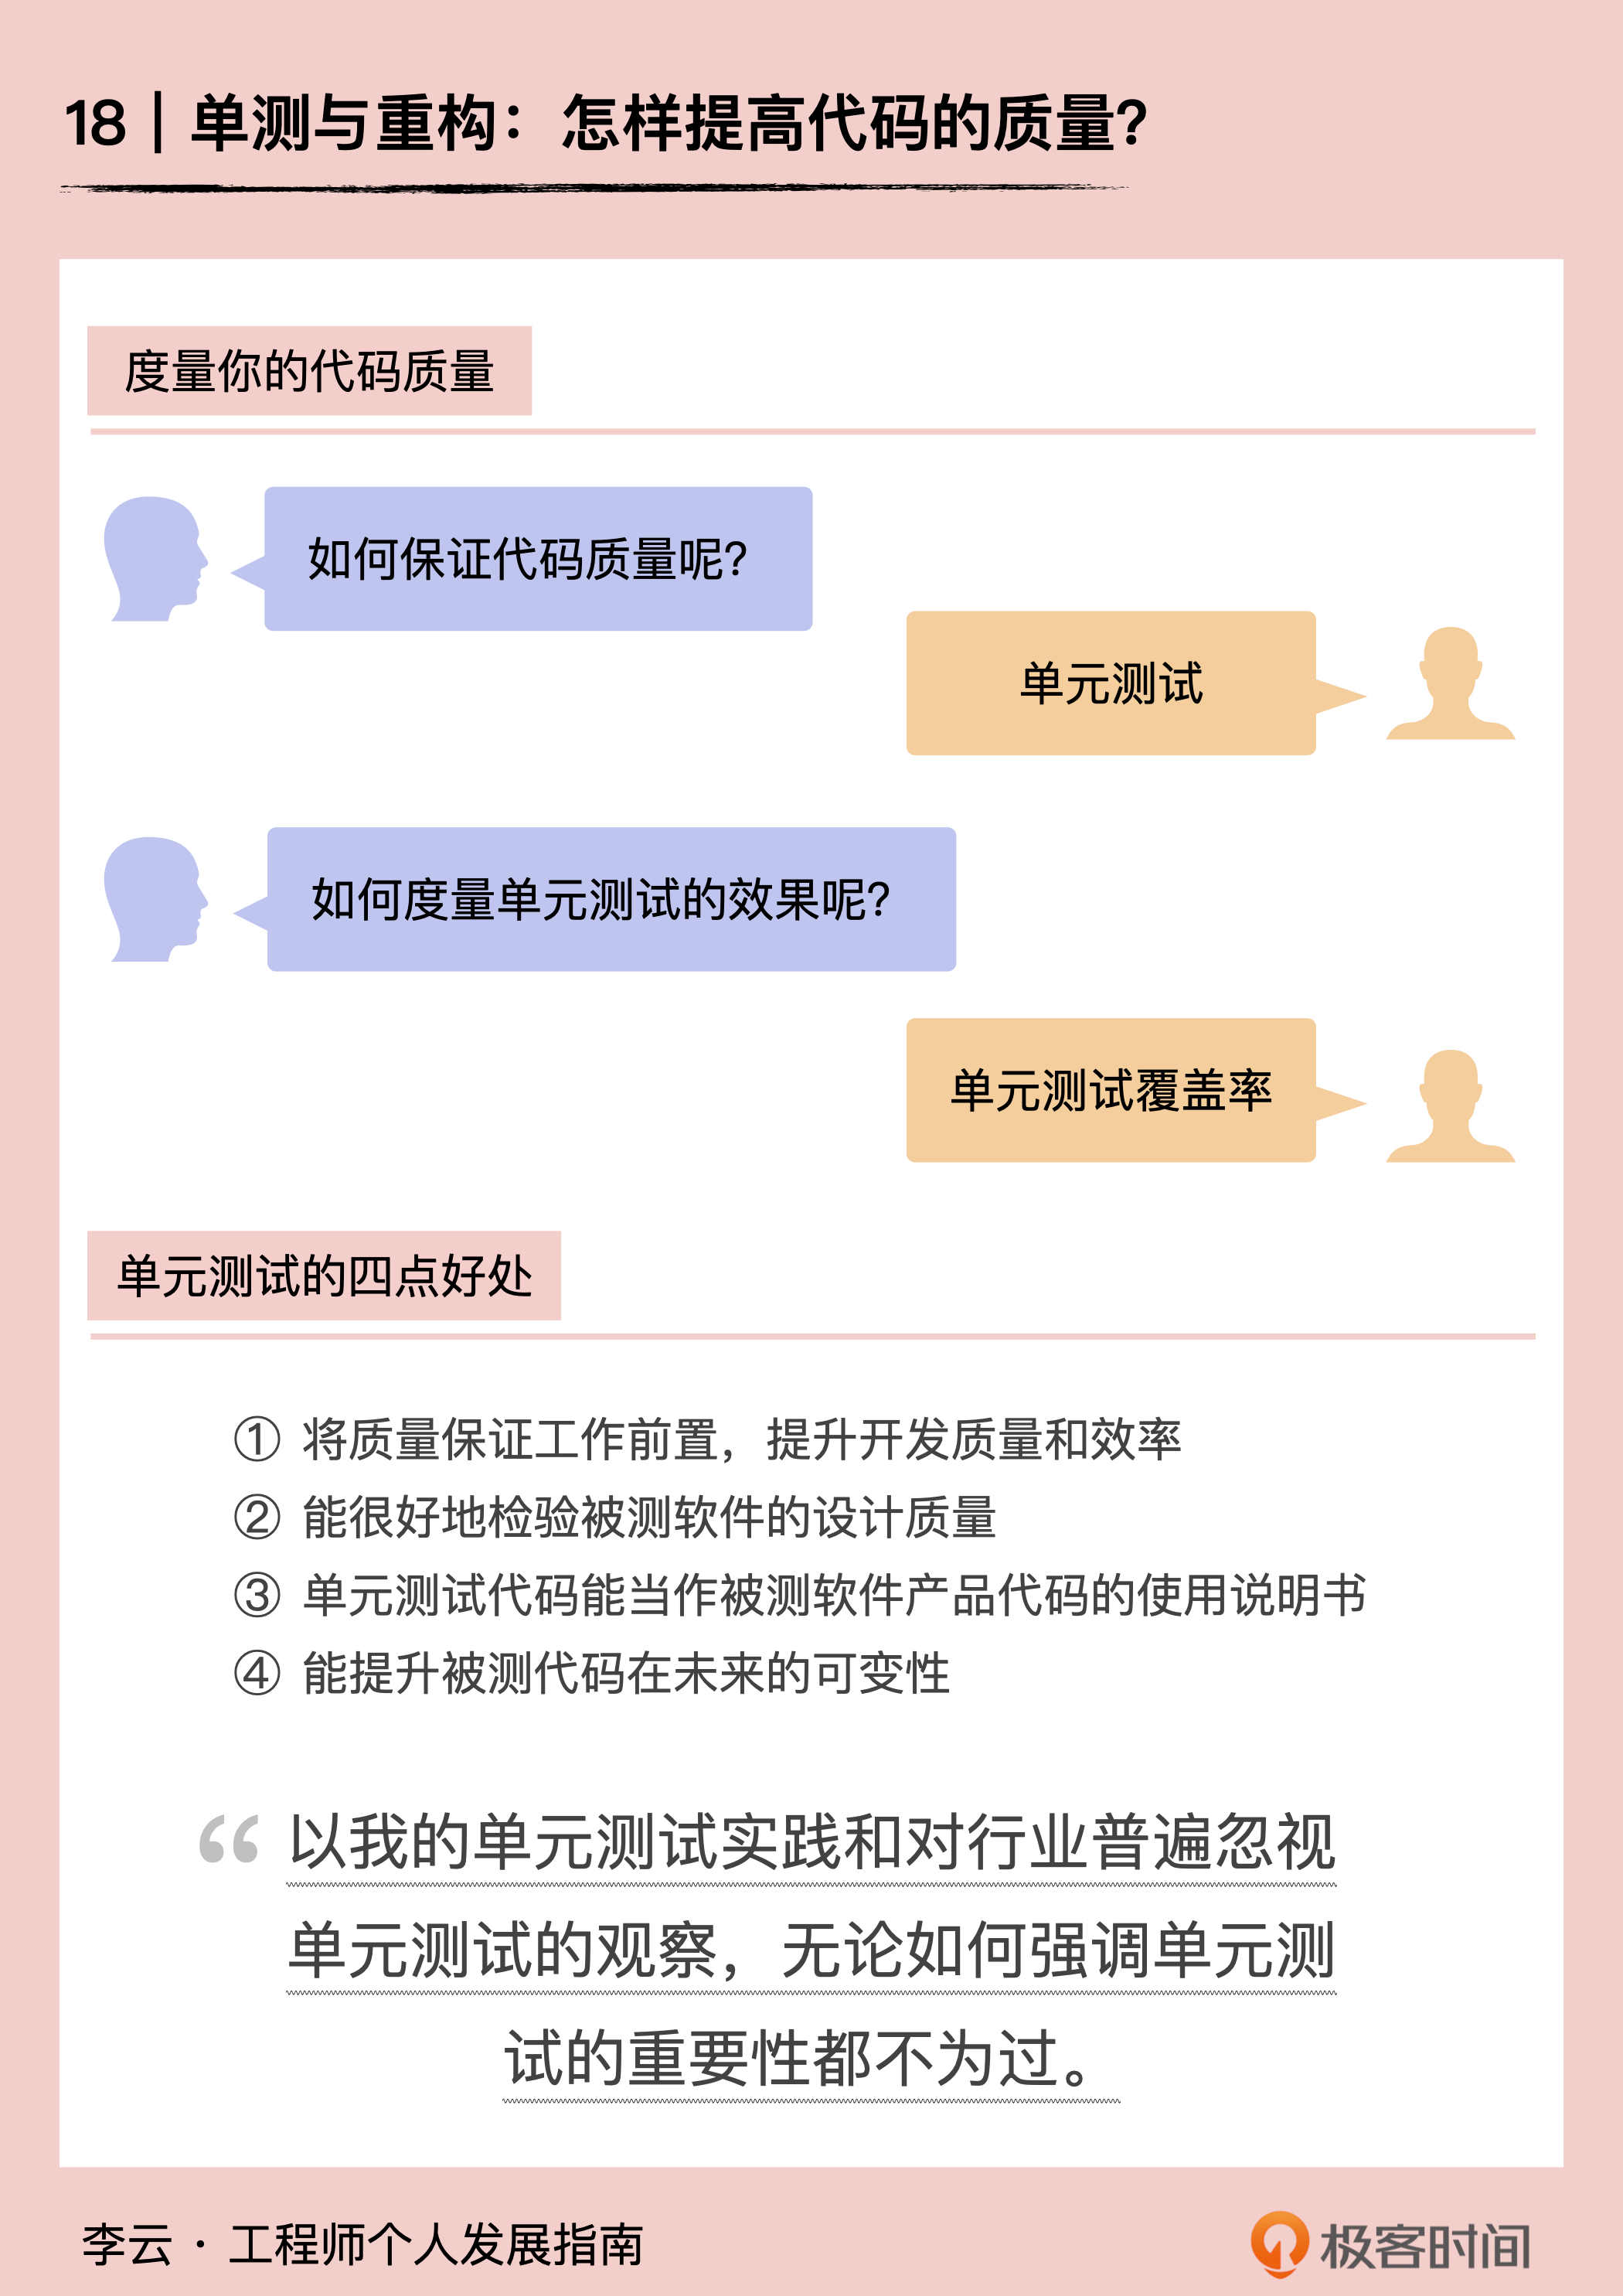 18｜单测与重构：怎样提高代码的质量？
度量你的代码质量
如何保证代码质量呢？
单元测试
如何度量单元测试的效果呢？
单元测试覆盖率
单元测试的四点好处
① 将质量保证工作前置，提升开发质量和效率
② 能很好地检验被测软件的设计质量
③ 单元测试代码能当作被测软件产品代码的使用说明书
④ 能提升被测代码在未来的可变性
“以我的单元测试实践和对行业普遍忽视
单元测试的观察，无论如何强调单元测
试的重要性都不为过。
李云 · 工程师个人发展指南
极客时间